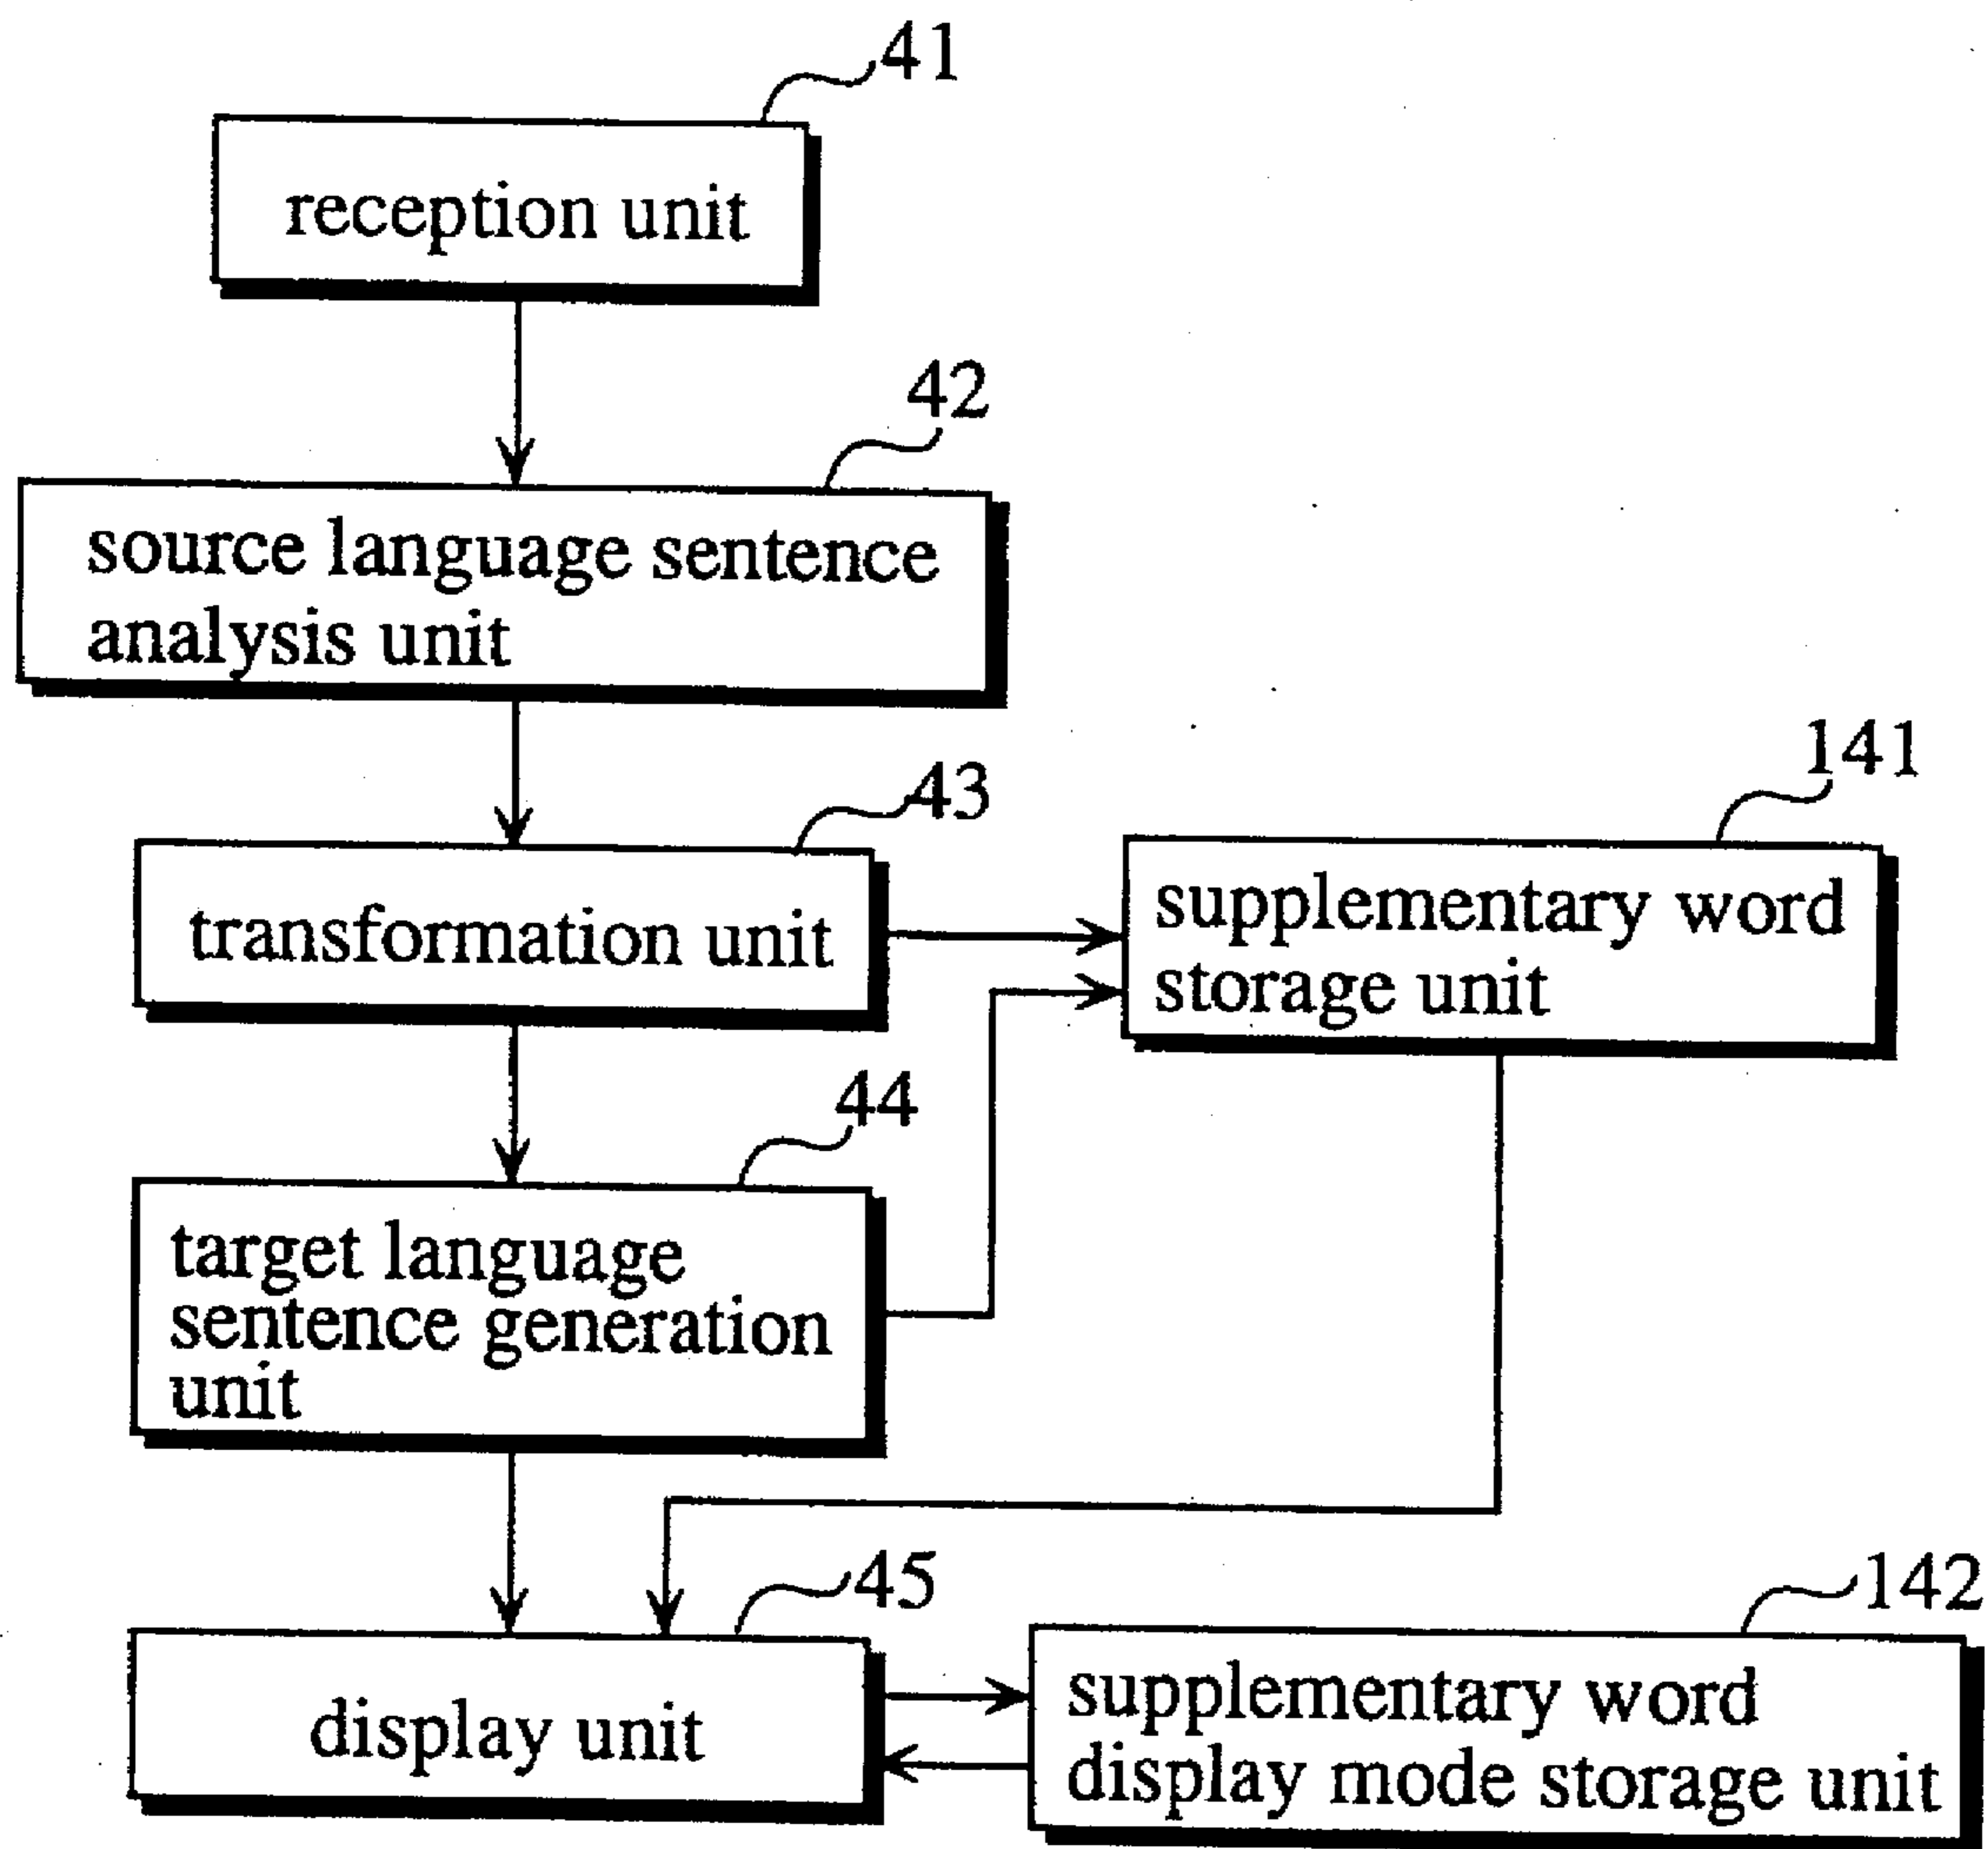 41
reception unit
42
source language sentence
analysis unit
43
transformation unit
141
supplementary word
storage unit
44
target language
sentence generation
unit
45
display unit
142
supplementary word
display mode storage unit